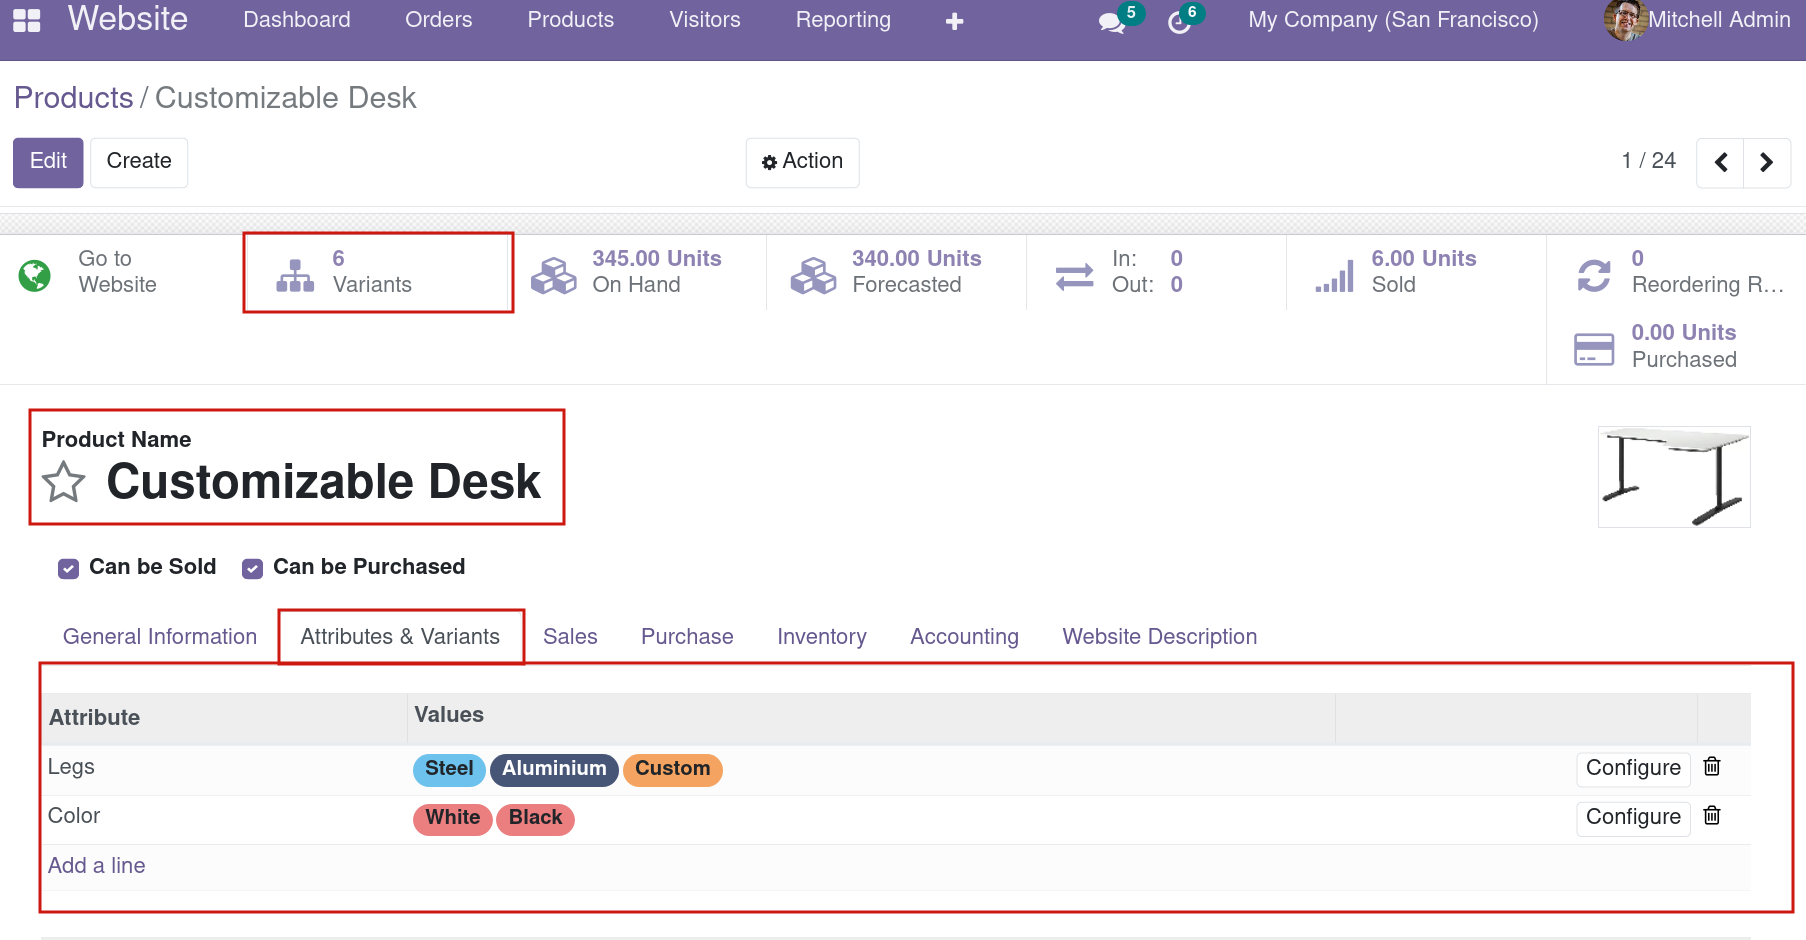 Website Dashboard Orders Products Visitors Reporting 5 6 My Company (San Francisco) Mitchell Admin
Products / Customizable Desk
Edit Create Action 1 / 24
Go to
Website
6
Variants
345.00 Units
On Hand
340.00 Units
Forecasted
In: 0
Out: 0
6.00 Units
Sold
0
Reordering R...
0.00 Units
Purchased
Product Name
Customizable Desk
Can be Sold Can be Purchased
General Information Attributes & Variants Sales Purchase Inventory Accounting Website Description
Attribute Values
Legs Steel Aluminium Custom Configure
Color White Black Configure
Add a line